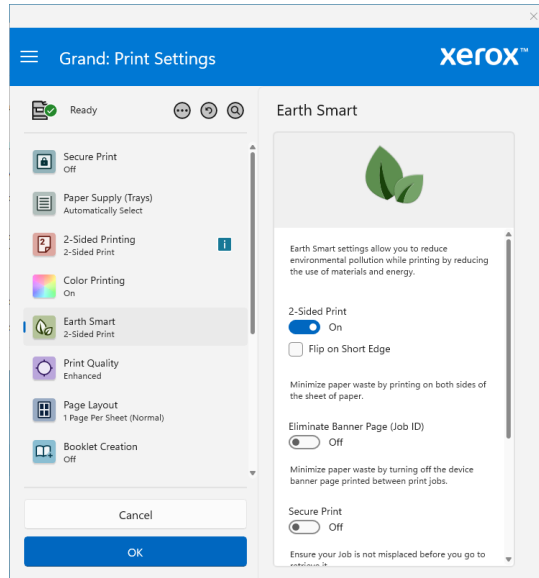 Grand: Print Settings
xerox™
Ready
Secure Print
Off
Paper Supply (Trays)
Automatically Select
2
2-Sided Printing
2-Sided Print
i
Color Printing
On
Earth Smart
2-Sided Print
Print Quality
Enhanced
Page Layout
1 Page Per Sheet (Normal)
Booklet Creation
Off
Cancel
OK
Earth Smart
Earth Smart settings allow you to reduce
environmental pollution while printing by reducing
the use of materials and energy.
2-Sided Print
On
Flip on Short Edge
Minimize paper waste by printing on both sides of
the sheet of paper.
Eliminate Banner Page (Job ID)
Off
Minimize paper waste by turning off the device
banner page printed between print jobs.
Secure Print
Off
Ensure your Job is not misplaced before you go to
retrieve it